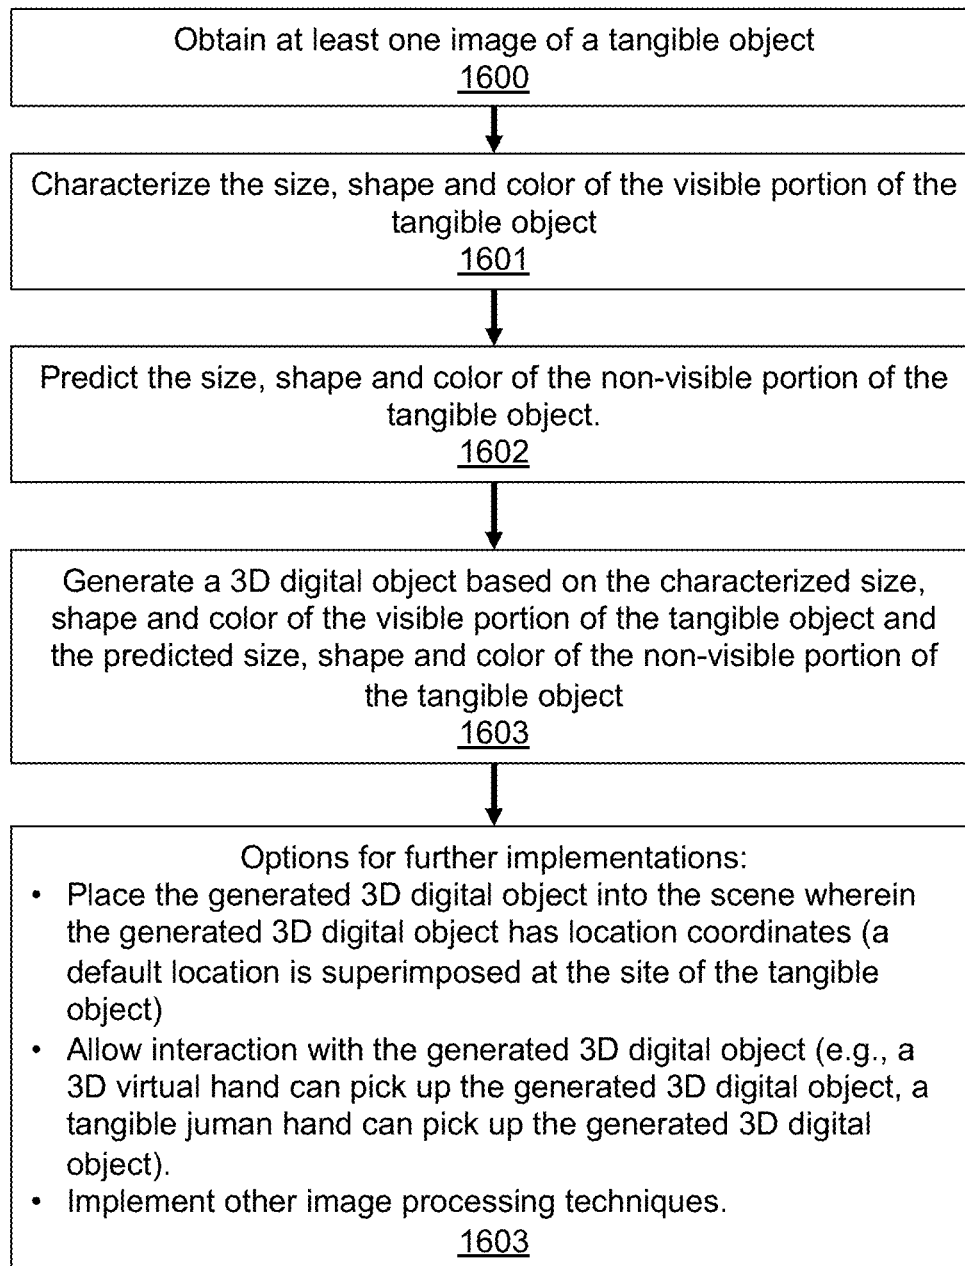 Obtain at least one image of a tangible object
1600
Characterize the size, shape and color of the visible portion of the
tangible object
1601
Predict the size, shape and color of the non-visible portion of the
tangible object.
1602
Generate a 3D digital object based on the characterized size,
shape and color of the visible portion of the tangible object and
the predicted size, shape and color of the non-visible portion of
the tangible object
1603
Options for further implementations:
• Place the generated 3D digital object into the scene wherein
the generated 3D digital object has location coordinates (a
default location is superimposed at the site of the tangible
object)
• Allow interaction with the generated 3D digital object (e.g., a
3D virtual hand can pick up the generated 3D digital object, a
tangible juman hand can pick up the generated 3D digital
object).
• Implement other image processing techniques.
1603